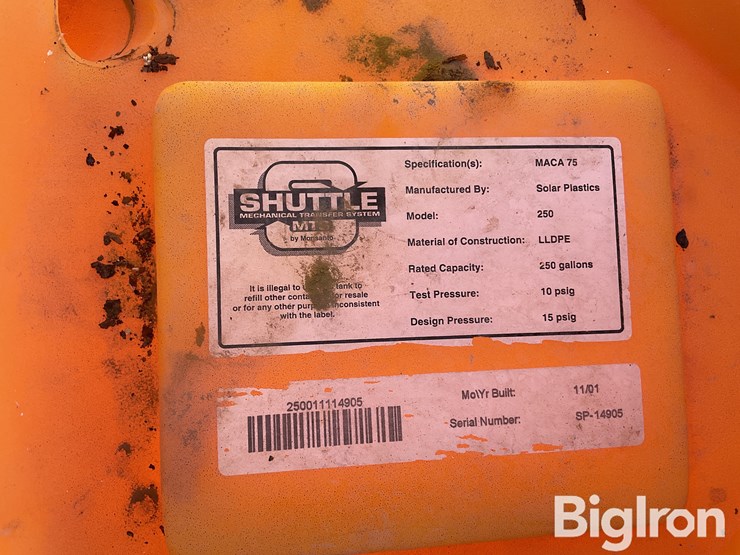 SHUTTLE
MECHANICAL TRANSFER SYSTEM
by Monsanto
It is illegal to tank to
refill other for resale
or for any other inconsistent
with the label.
Specification(s): MACA 75
Manufactured By: Solar Plastics
Model: 250
Material of Construction: LLDPE
Rated Capacity: 250 gallons
Test Pressure: 10 psig
Design Pressure: 15 psig
250011114905
Mo\Yr Built: 11/01
Serial Number: SP-14905
BigIron